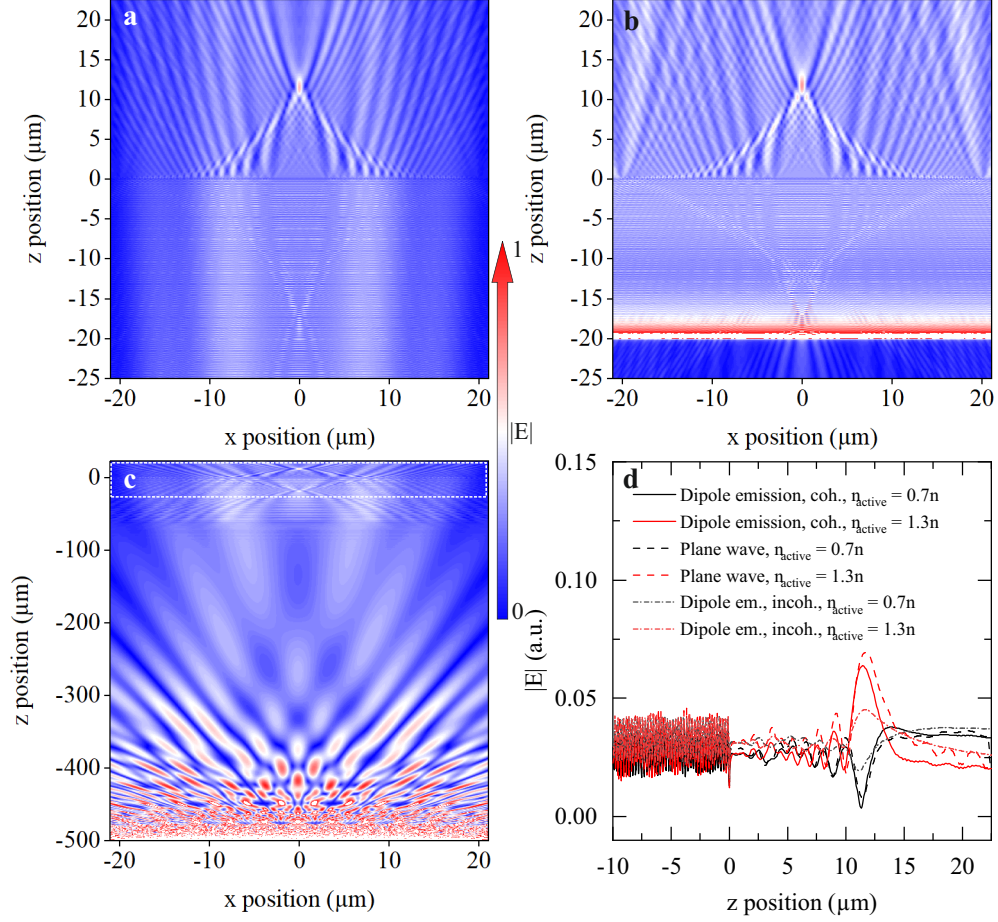 a
20
15
10
5
0
-5
-10
-15
-20
-25
z position (μm)
-20 -10 0 10 20
x position (μm)
b
20
15
10
5
0
-5
-10
-15
-20
-25
z position (μm)
-20 -10 0 10 20
x position (μm)
1
|E|
0
c
0
-100
-200
-300
-400
-500
z position (μm)
-20 -10 0 10 20
x position (μm)
d
0.15
0.10
0.05
0.00
|E| (a.u.)
Dipole emission, coh., nactive = 0.7n
Dipole emission, coh., nactive = 1.3n
Plane wave, nactive = 0.7n
Plane wave, nactive = 1.3n
Dipole em., incoh., nactive = 0.7n
Dipole em., incoh., nactive = 1.3n
-10 -5 0 5 10 15 20
z position (μm)